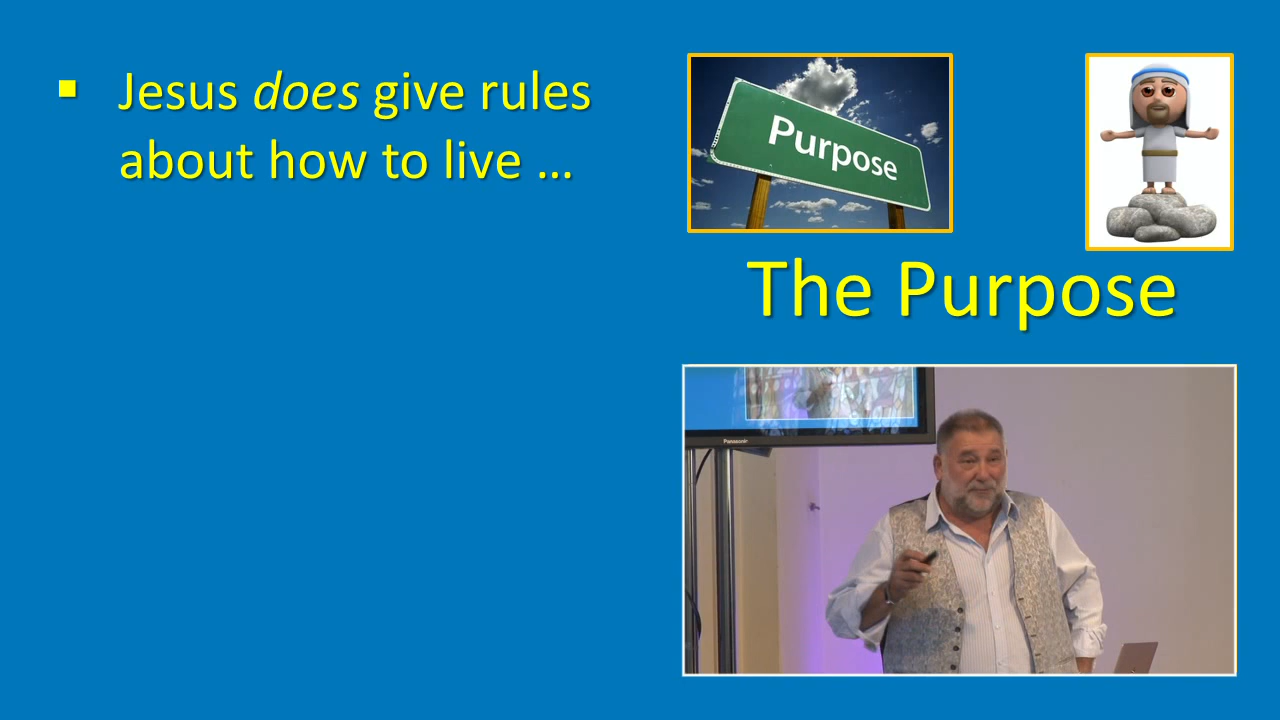 ▪ Jesus does give rules
about how to live …
Purpose
The Purpose
Panasonic